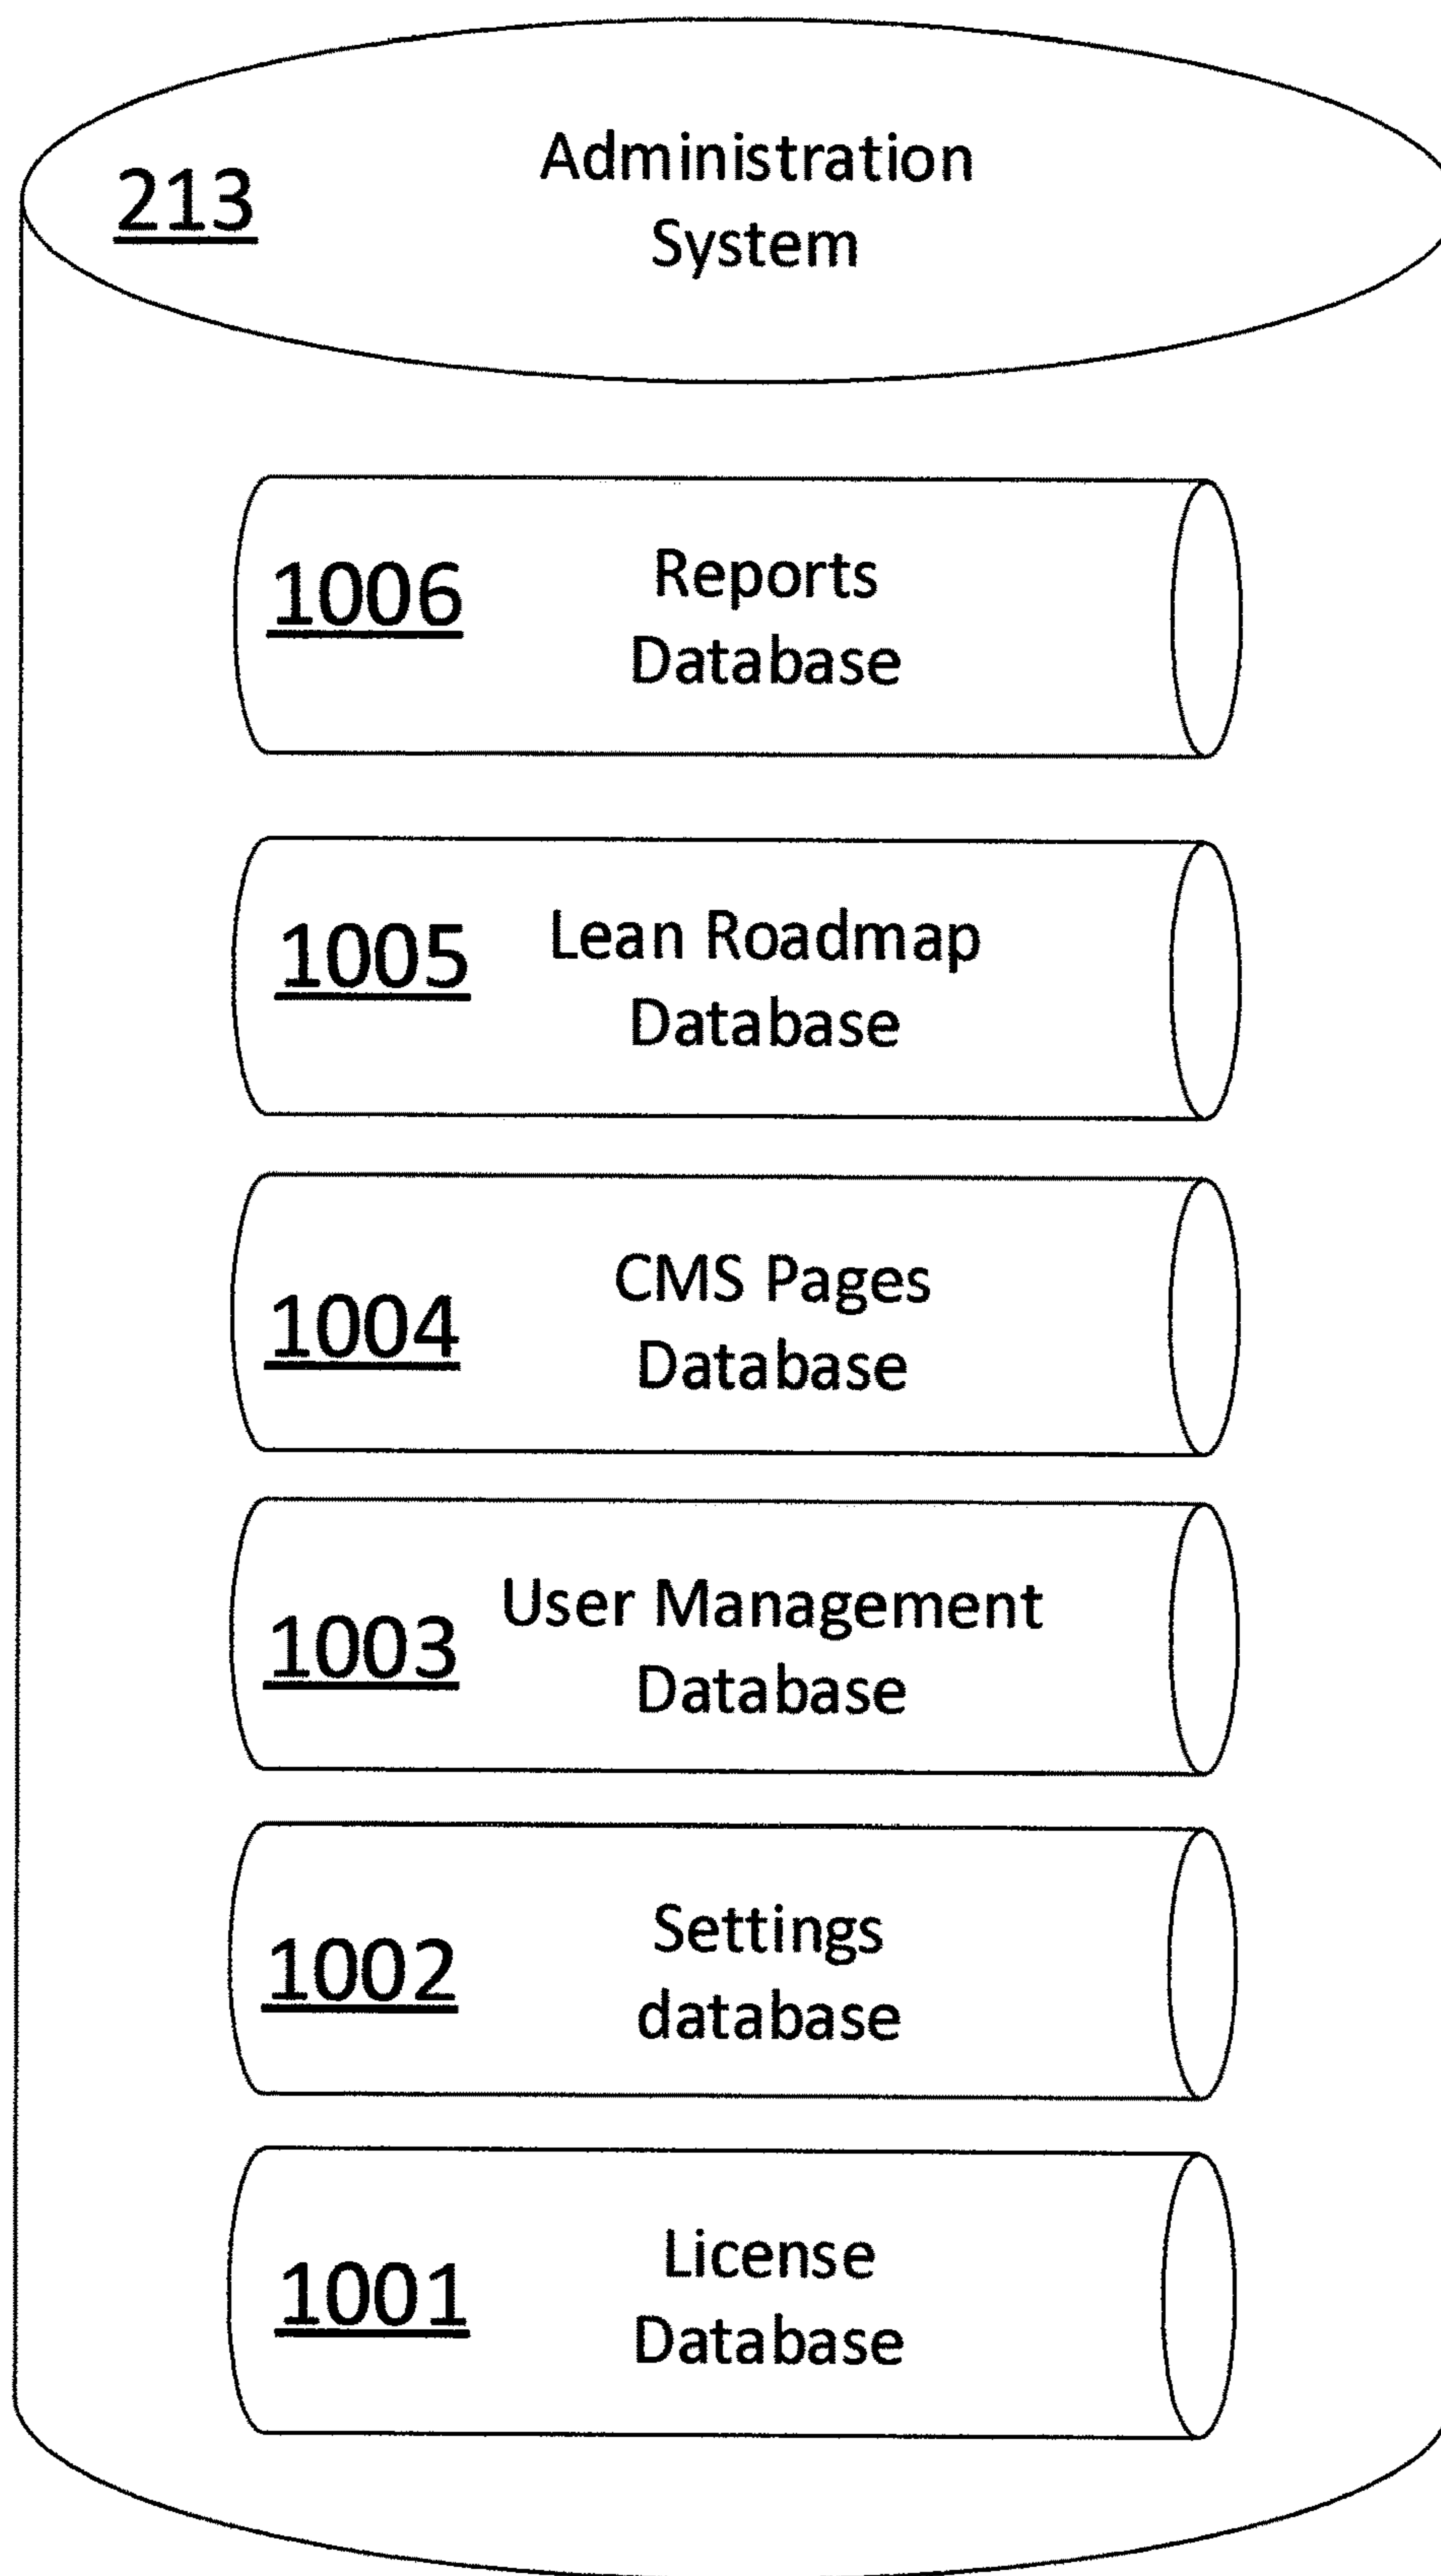 Administration
213
System
Reports
1006
Database
Lean Roadmap
1005
Database
CMS Pages
1004
Database
User Management
1003
Database
Settings
1002
database
License
1001
Database